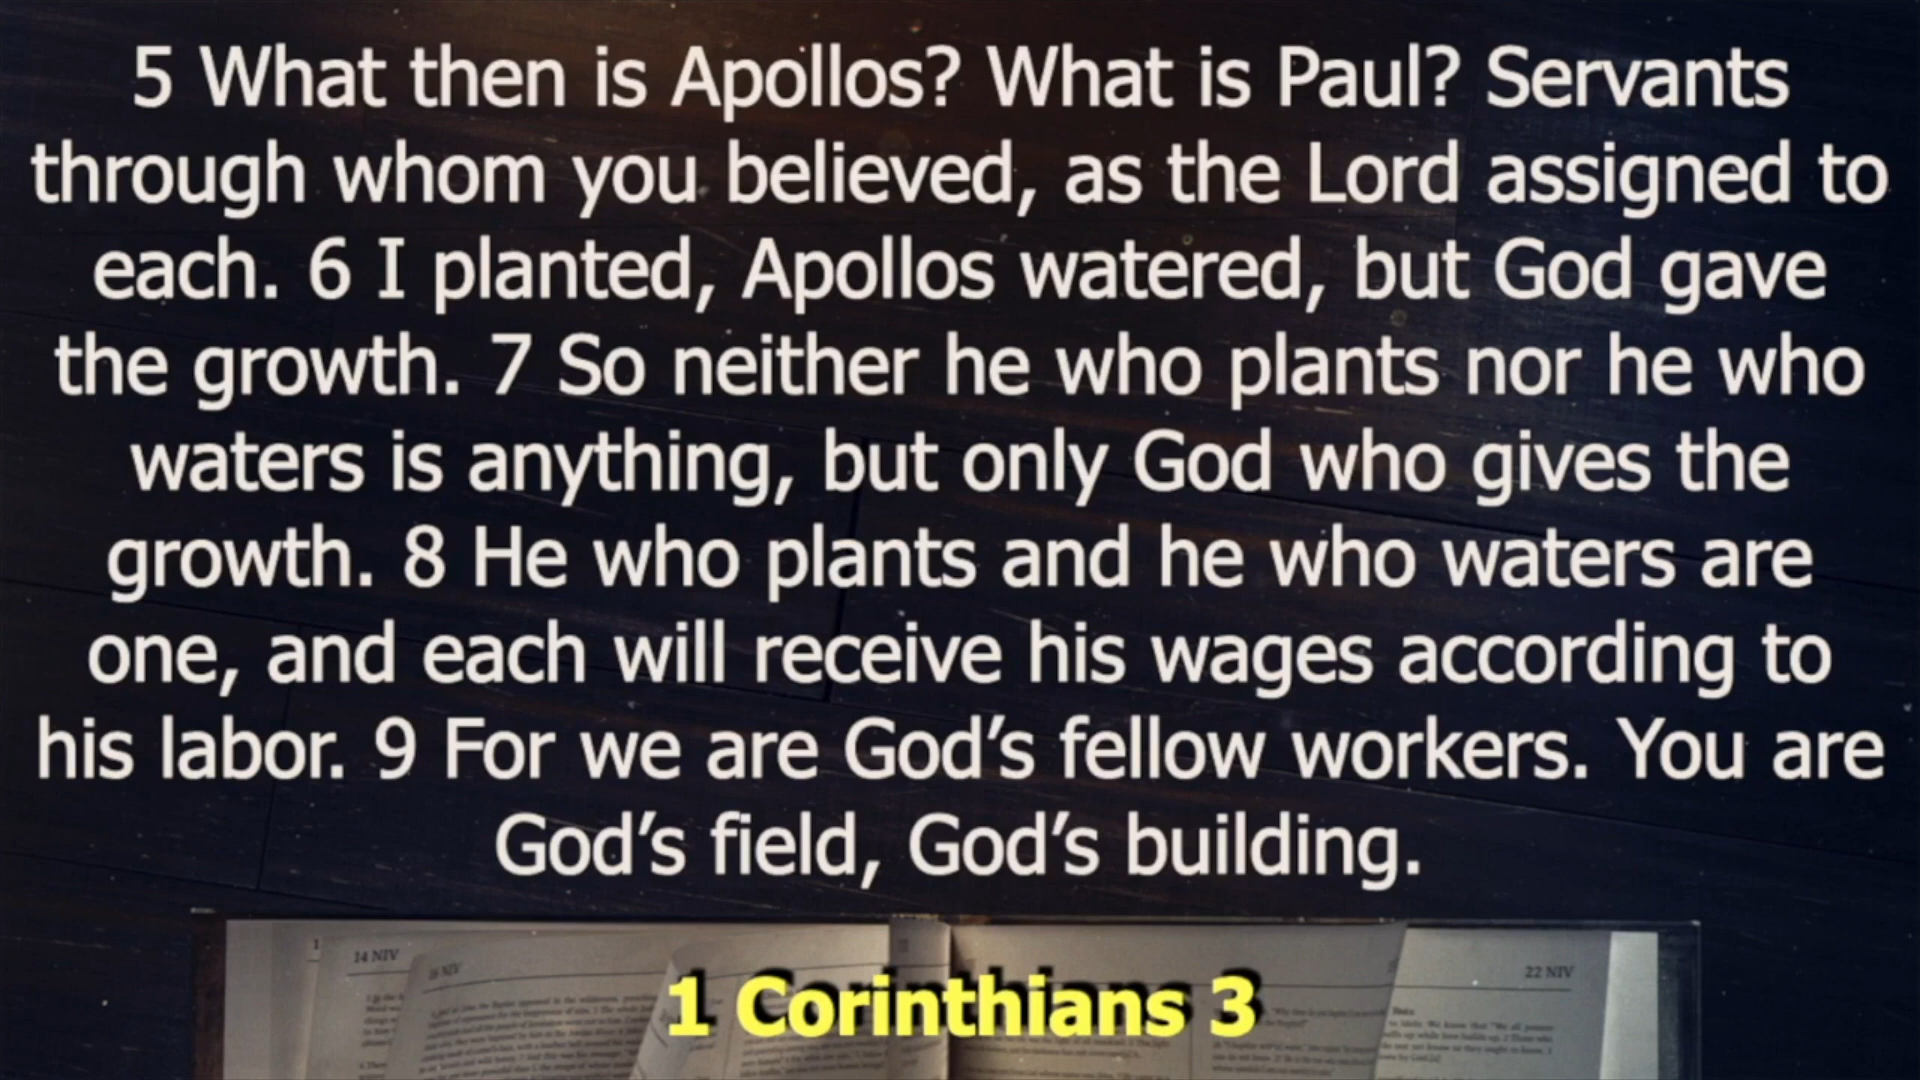 5 What then is Apollos? What is Paul? Servants
through whom you believed, as the Lord assigned to
each. 6 I planted, Apollos watered, but God gave
the growth. 7 So neither he who plants nor he who
waters is anything, but only God who gives the
growth. 8 He who plants and he who waters are
one, and each will receive his wages according to
his labor. 9 For we are God’s fellow workers. You are
God’s field, God’s building.
14 NIV
22 NIV
1 Corinthians 3